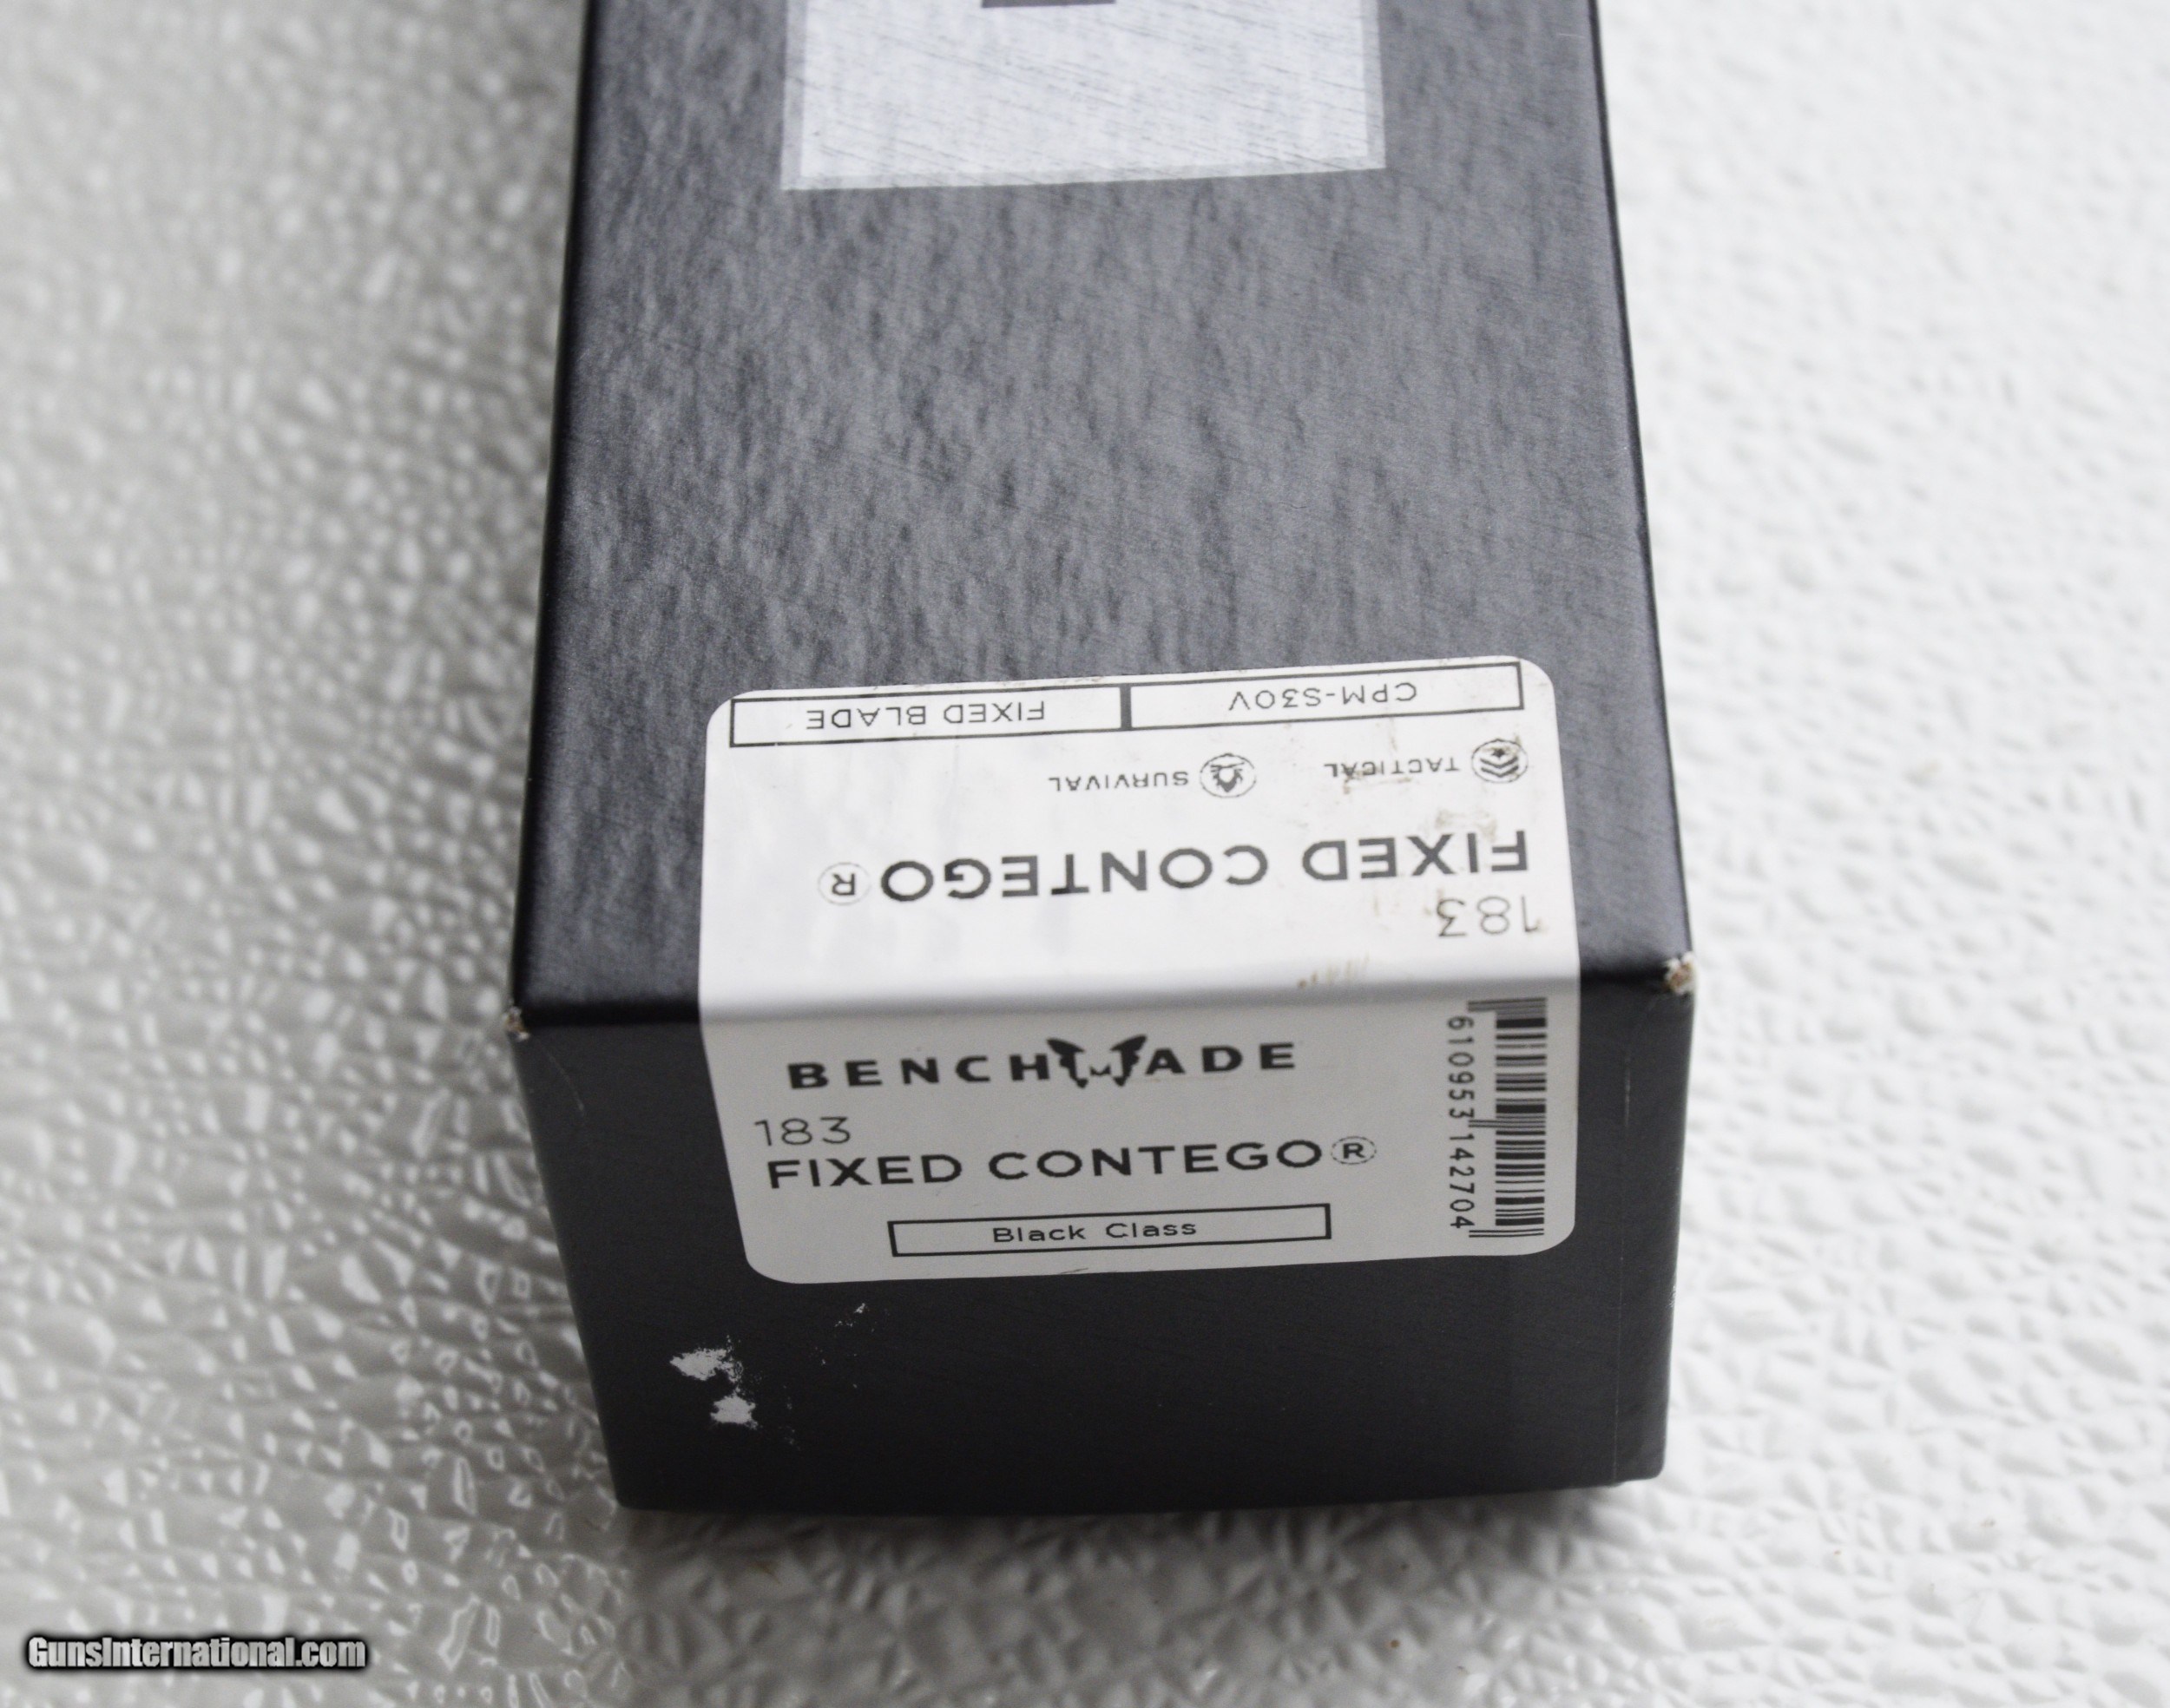 FIXED BLADE
CPM-S30V
TACTICAL
SURVIVAL
FIXED CONTEGO®
183
BENCHMADE
183
FIXED CONTEGO®
Black Class
610953142704
GunsInternational.com